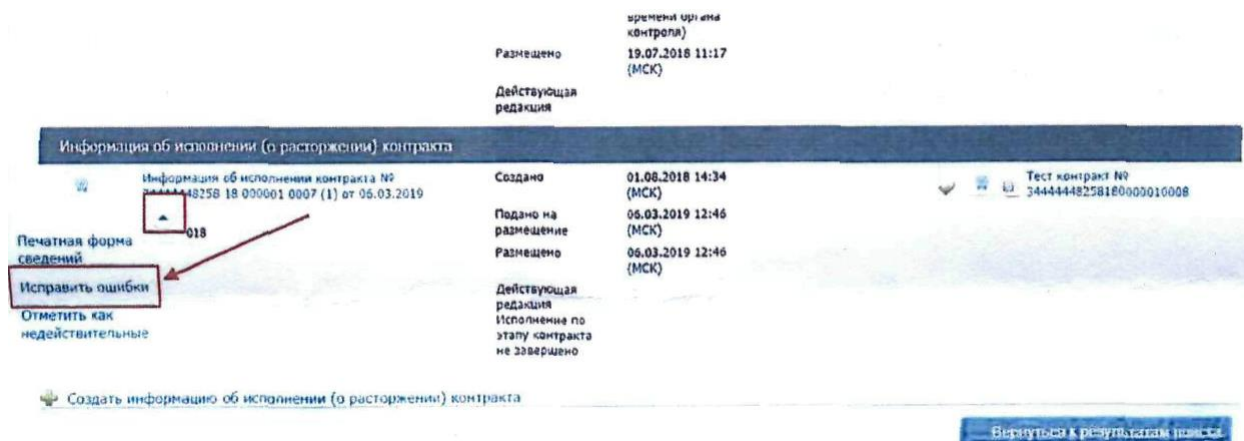 времени органа
контроля)
Размещено
19.07.2018 11:17
(МСК)
Действующая
редакция
Информация об исполнении (о расторжении) контракта
Информация об исполнении контракта №
34444448258 18 000001 0007 (1) от 06.03.2019
018
Создано
01.08.2018 14:34
(МСК)
Подано на
размещение
06.03.2019 12:46
(МСК)
Размещено
06.03.2019 12:46
(МСК)
Действующая
редакция
Исполнение по
этапу контракта
не завершено
Тест контракт №
34444448258180000010008
Печатная форма
сведений
Исправить ошибки
Отметить как
недействительные
Создать информацию об исполнении (о расторжении) контракта
Вернуться к результатам поиска